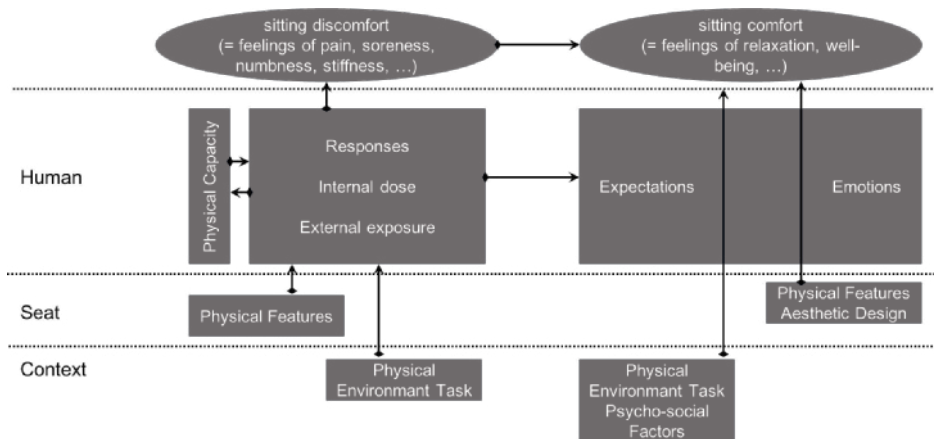 sitting discomfort
(= feelings of pain, soreness,
numbness, stiffness, ...)
sitting comfort
(= feelings of relaxation, well-
being, ...)
Human
Physical Capacity
Responses
Internal dose
External exposure
Expectations
Emotions
Seat
Physical Features
Physical Features
Aesthetic Design
Context
Physical
Environmant Task
Physical
Environmant Task
Psycho-social
Factors